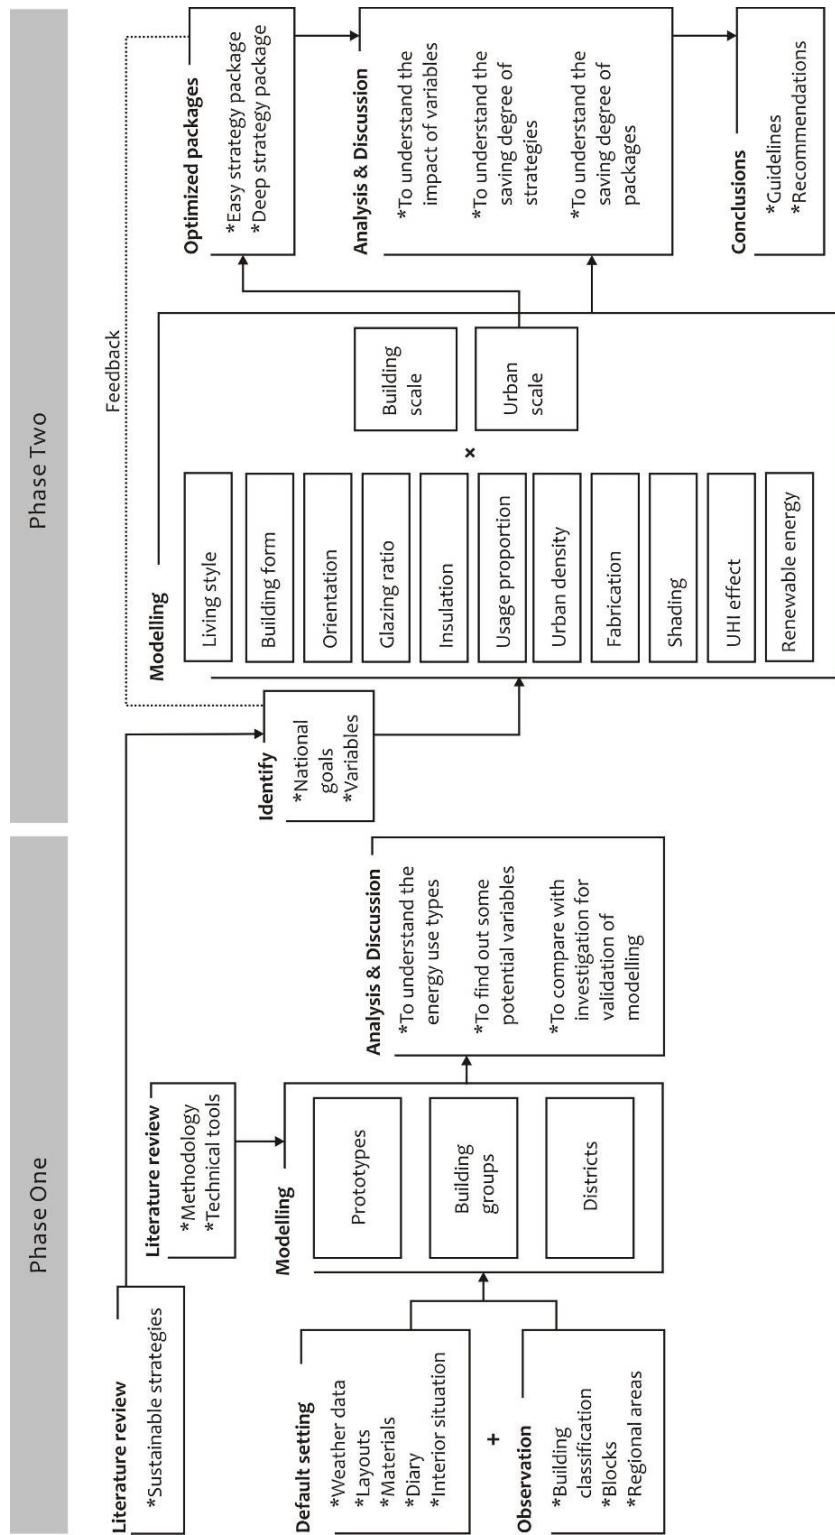 Phase One
Literature review
*Sustainable strategies
Default setting
*Weather data
*Layouts
*Materials
*Diary
*Interior situation
+
Observation
*Building
classification
*Blocks
*Regional areas
Literature review
*Methodology
*Technical tools
Modelling
Prototypes
Building
groups
Districts
Analysis & Discussion
*To understand the
energy use types
*To find out some
potential variables
*To compare with
investigation for
validation of
modelling
Phase Two
Feedback
Identify
*National
goals
*Variables
Modelling
Living style
Building form
Orientation
Glazing ratio
Insulation
Usage proportion
Urban density
Fabrication
Shading
UHI effect
Renewable energy
×
Building
scale
Urban
scale
Optimized packages
*Easy strategy package
*Deep strategy package
Analysis & Discussion
*To understand the
impact of variables
*To understand the
saving degree of
strategies
*To understand the
saving degree of
packages
Conclusions
*Guidelines
*Recommendations